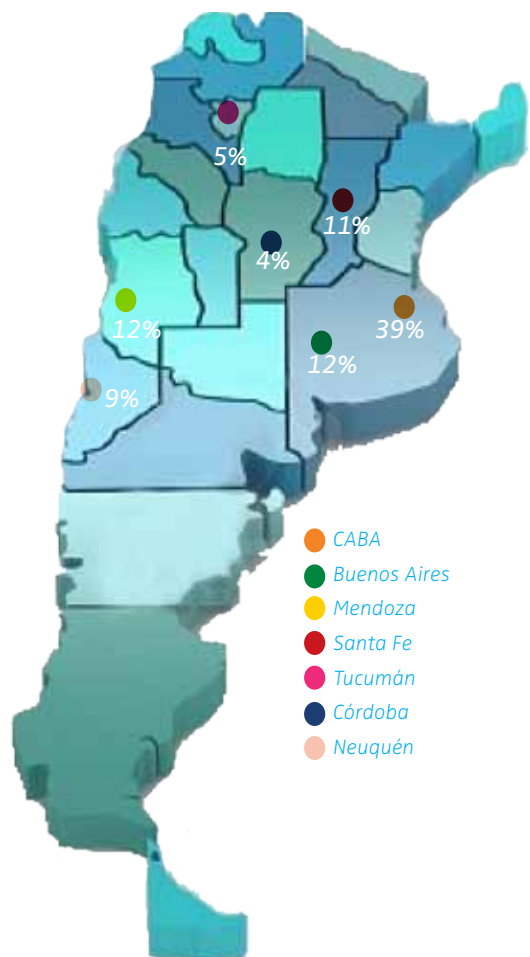 5%
11%
4%
12%
39%
12%
9%
CABA
Buenos Aires
Mendoza
Santa Fe
Tucumán
Córdoba
Neuquén